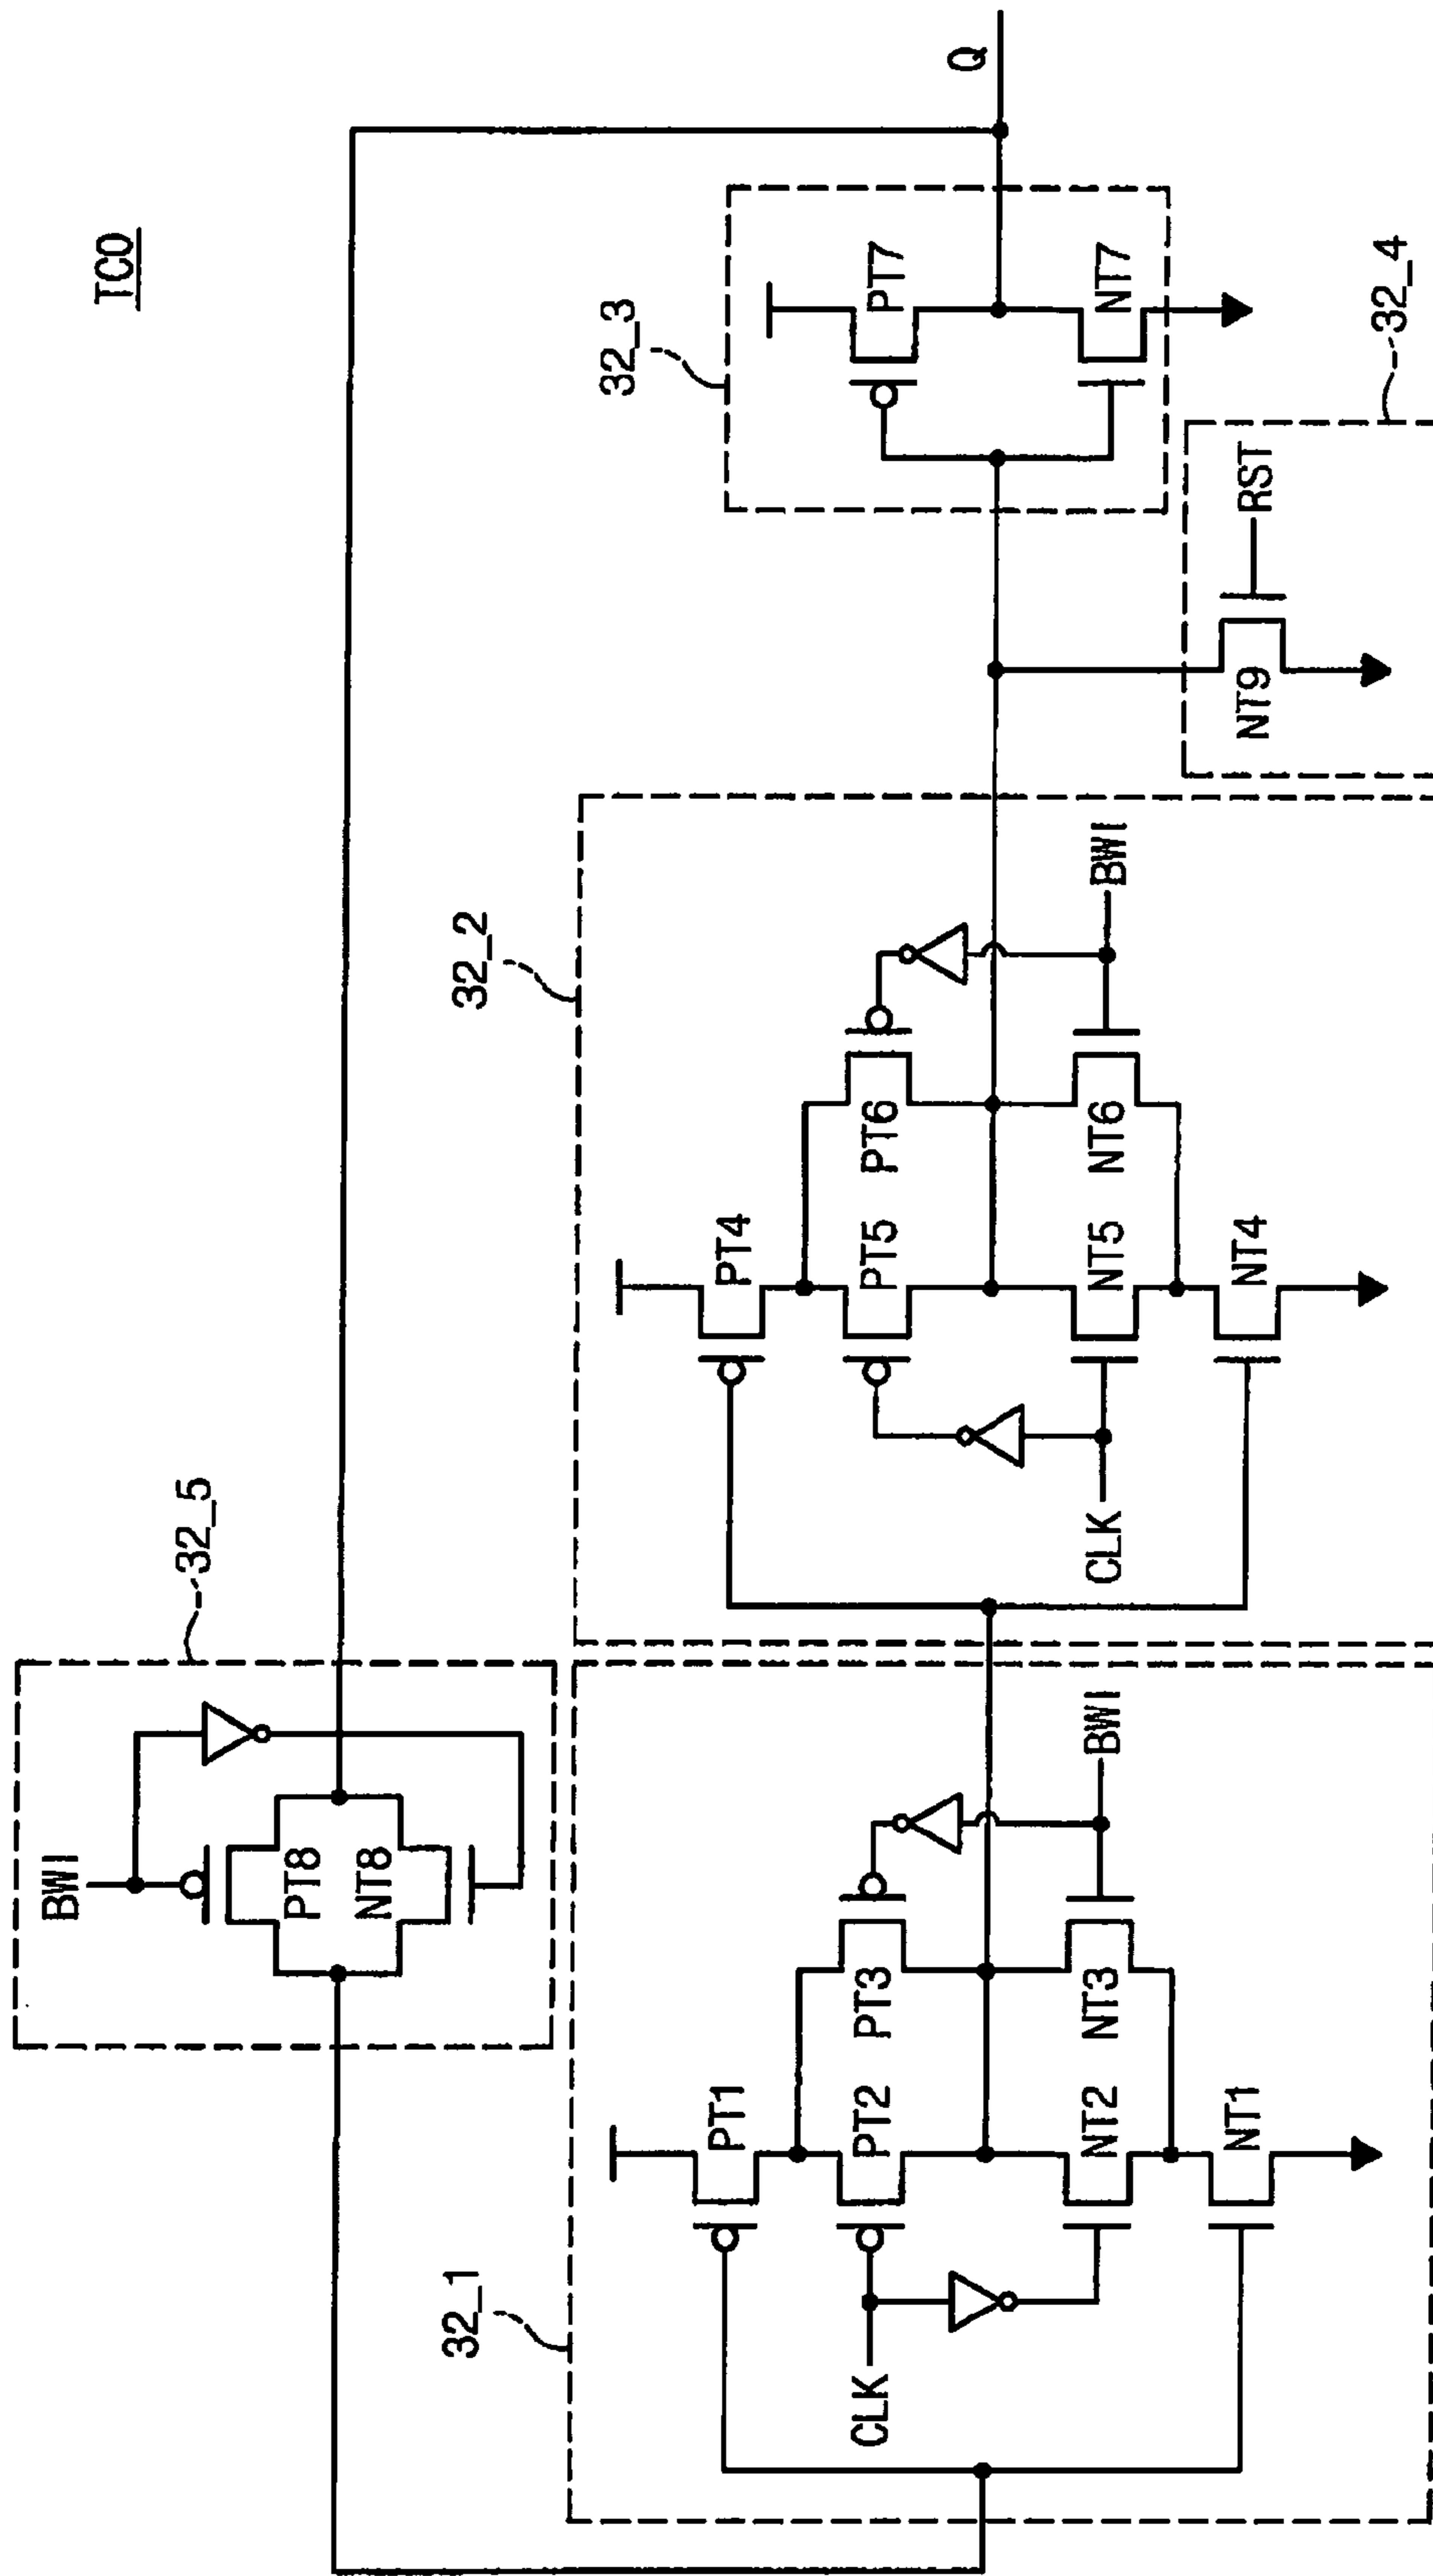 TC0
BWI
PT8
NT8
32_5
32_1
CLK
PT1
PT2
PT3
NT2
NT3
NT1
BWI
32_2
CLK
PT4
PT5
PT6
NT5
NT6
NT4
BWI
32_3
PT7
NT7
Q
NT9
RST
32_4